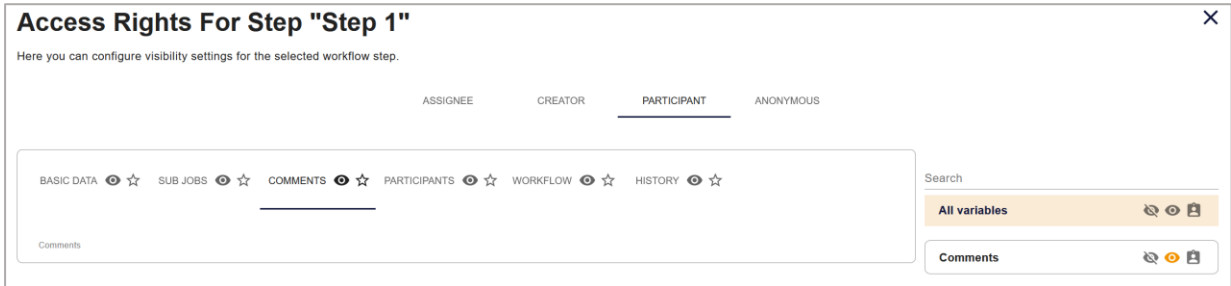 Access Rights For Step "Step 1"
Here you can configure visibility settings for the selected workflow step.
ASSIGNEE CREATOR PARTICIPANT ANONYMOUS
BASIC DATA SUB JOBS COMMENTS PARTICIPANTS WORKFLOW HISTORY
Comments
Search
All variables
Comments